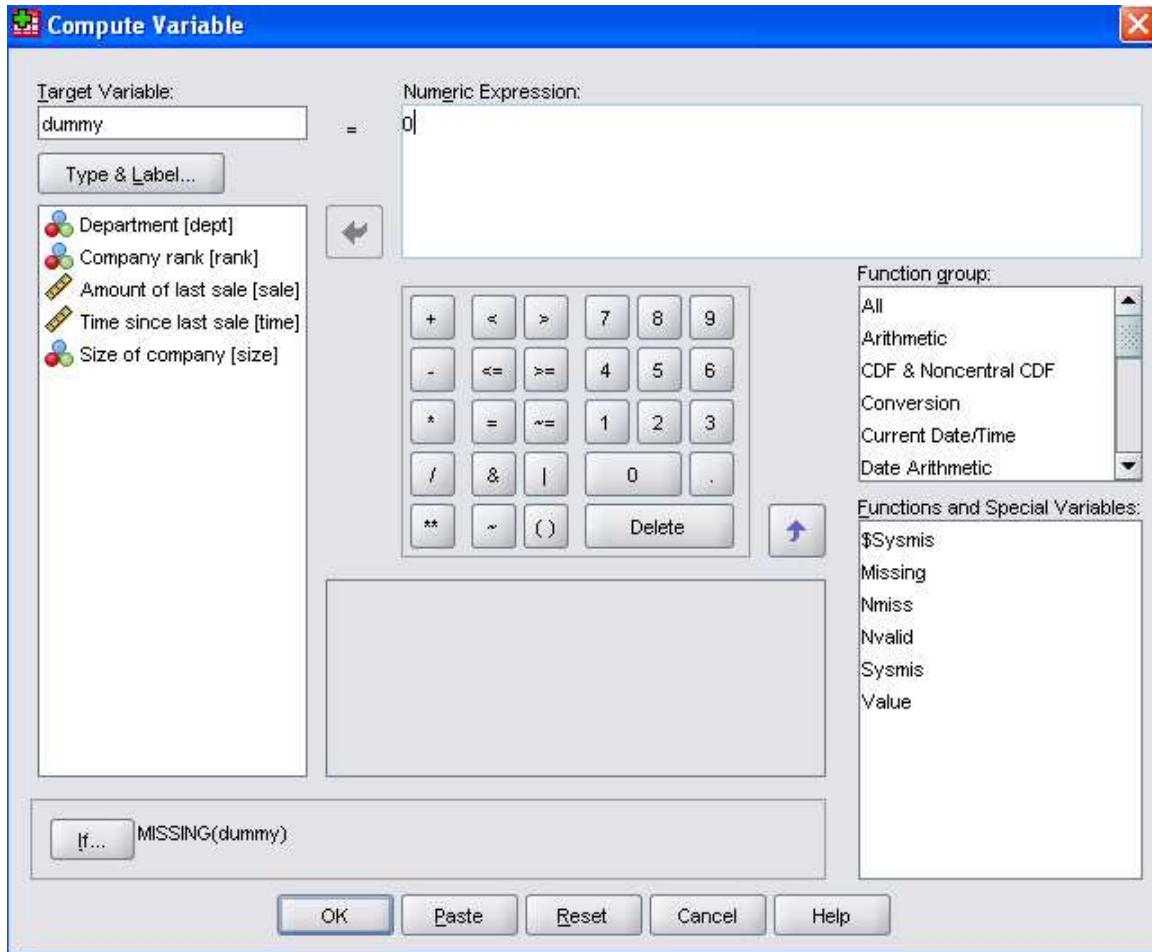 Compute Variable
Target Variable:
dummy
=
Numeric Expression:
0
Type & Label...
Department [dept]
Company rank [rank]
Amount of last sale [sale]
Time since last sale [time]
Size of company [size]
+ < > 7 8 9
- <= >= 4 5 6
* = ~= 1 2 3
/ & | 0 .
** ~ ( ) Delete
Function group:
All
Arithmetic
CDF & Noncentral CDF
Conversion
Current Date/Time
Date Arithmetic
Functions and Special Variables:
$Sysmis
Missing
Nmiss
Nvalid
Sysmis
Value
If... MISSING(dummy)
OK Paste Reset Cancel Help